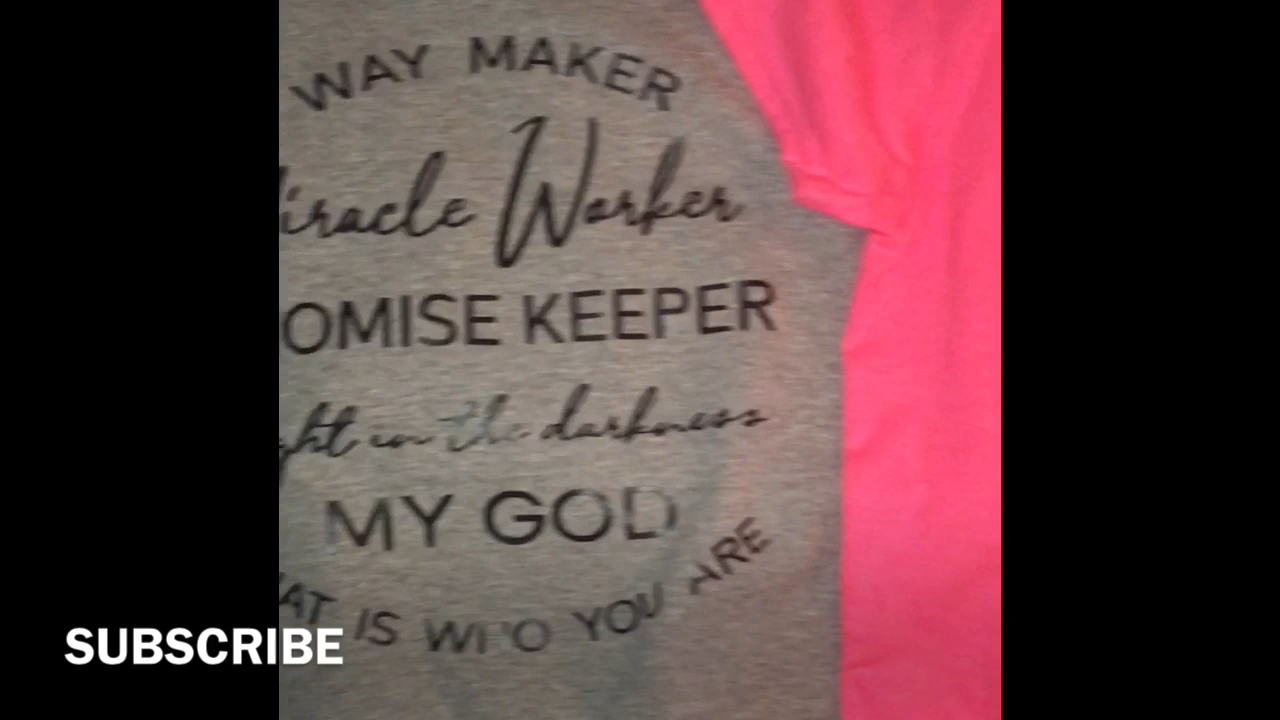 WAY MAKER
iracle Worker
OMISE KEEPER
ght in the darkness
MY GOD
AT IS WHO YOU ARE
SUBSCRIBE